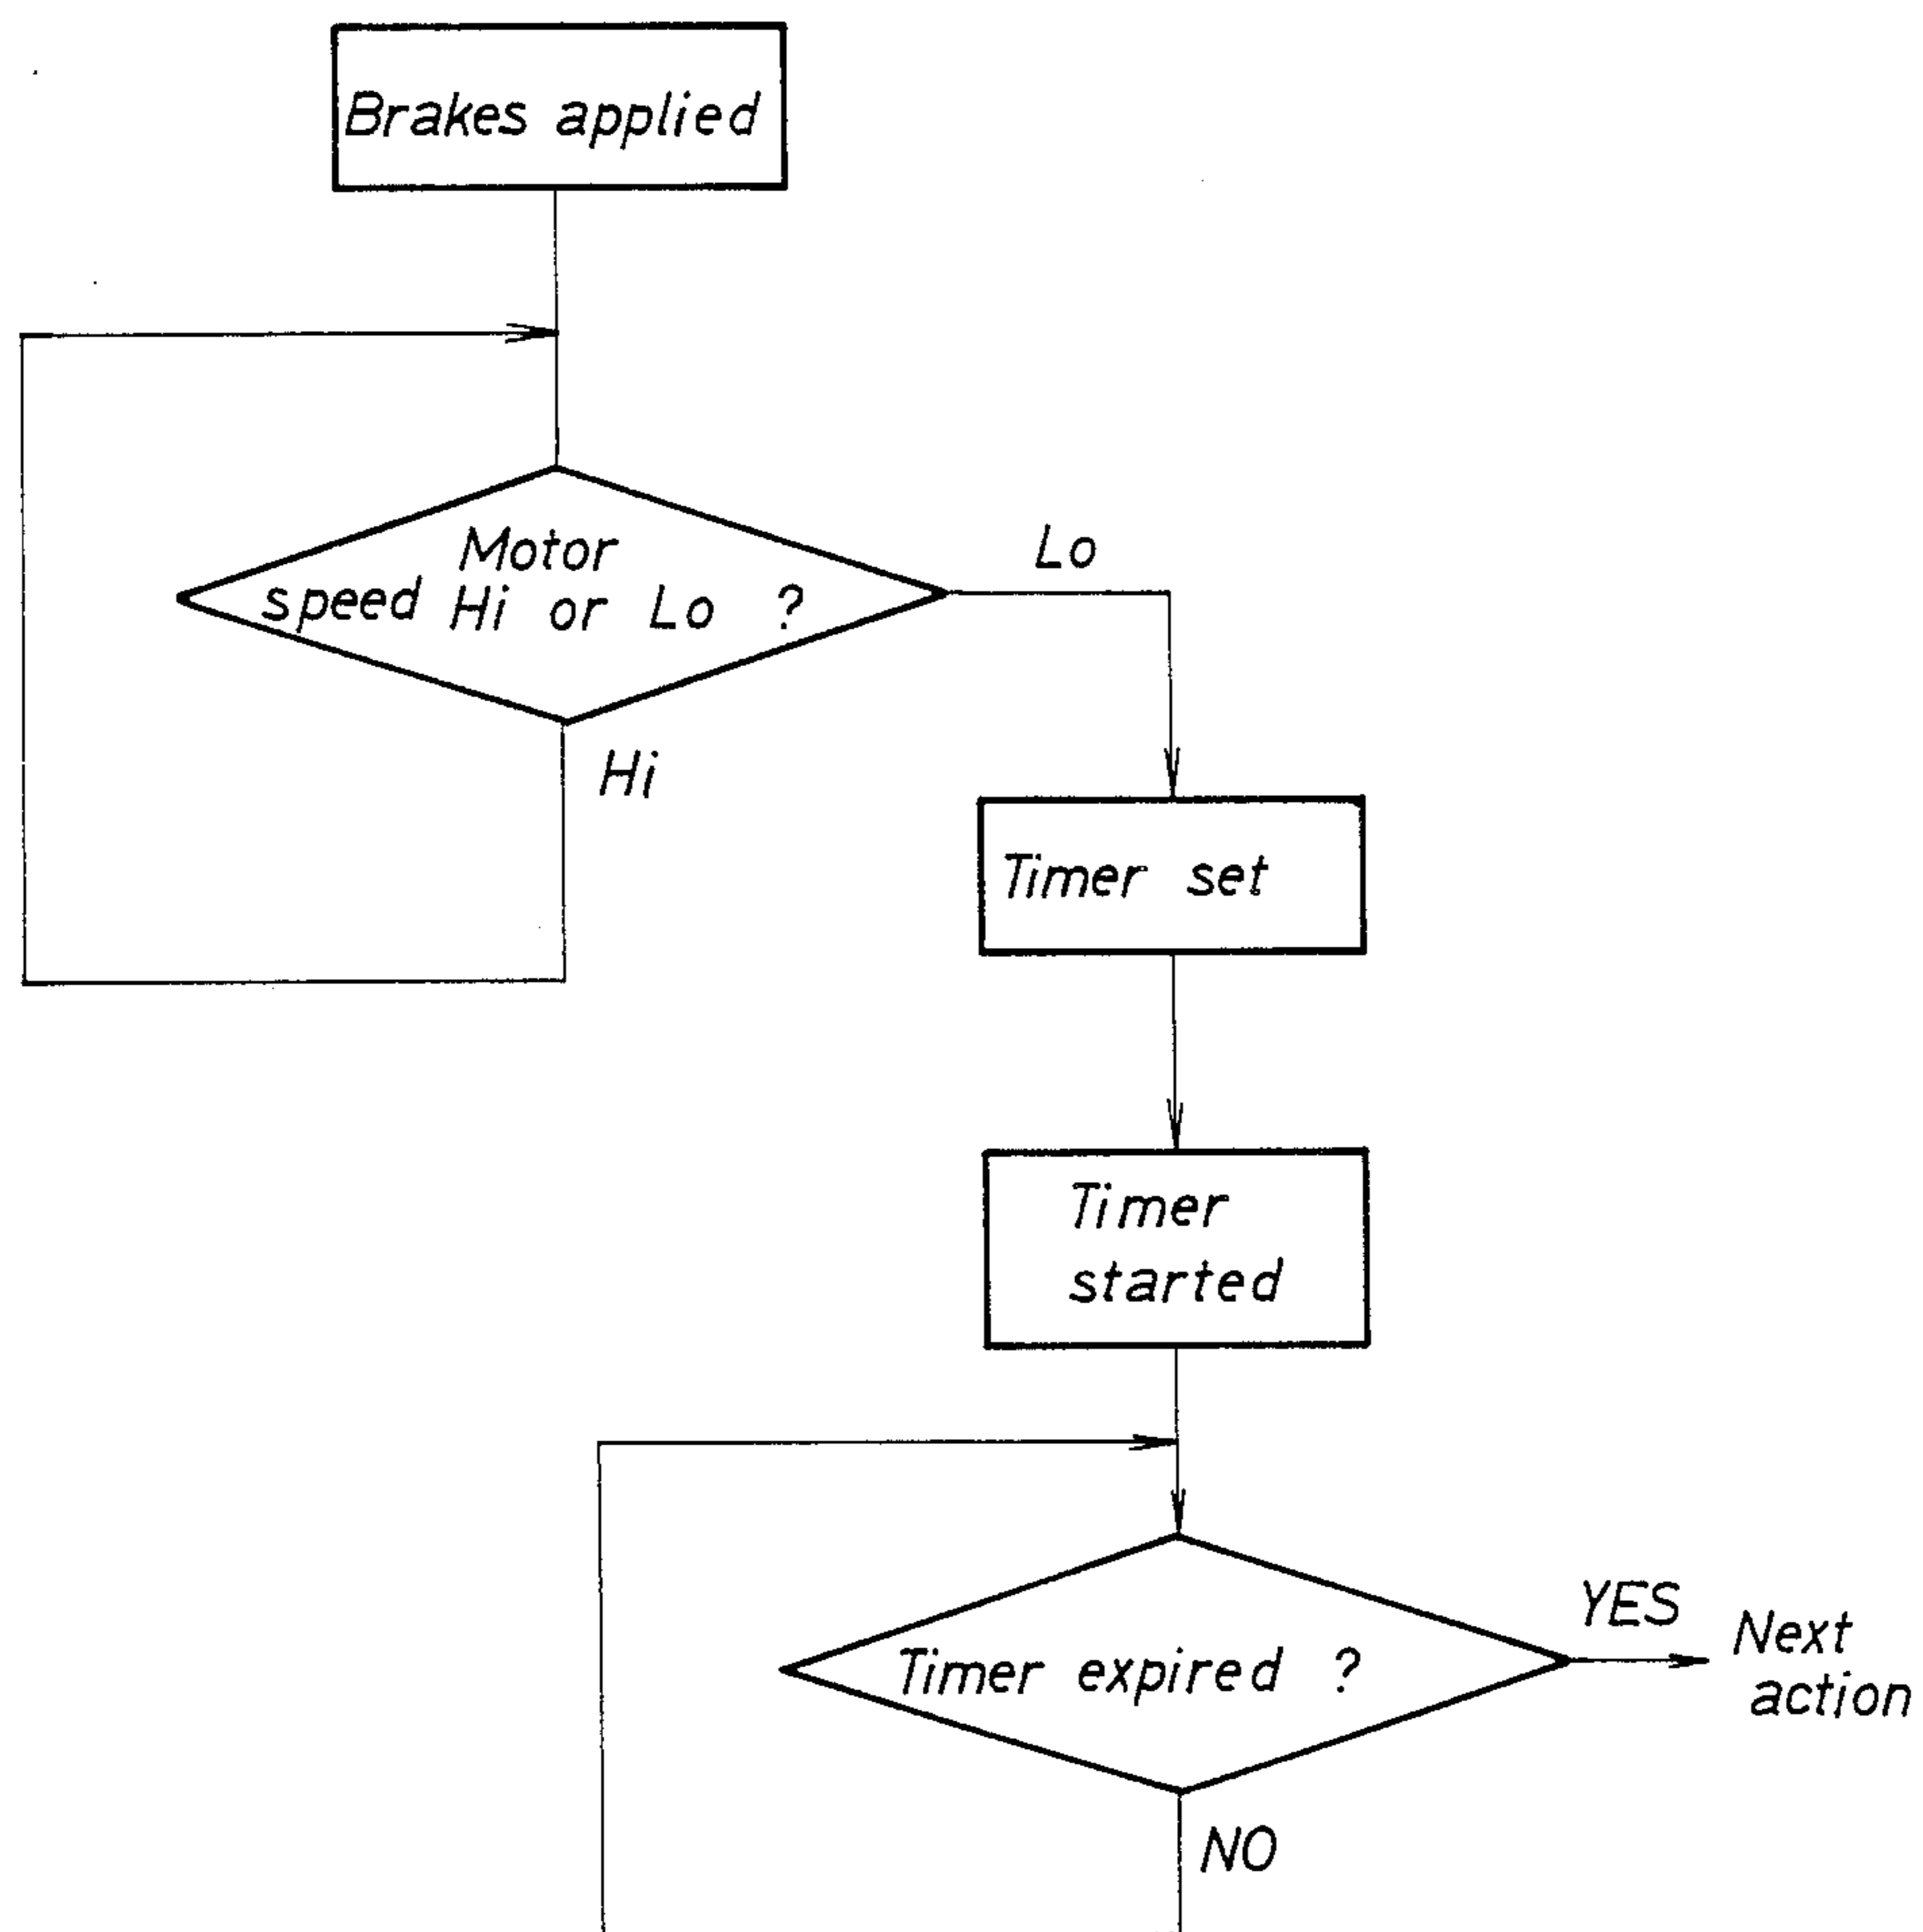 Brakes applied
Motor
speed Hi or Lo ?
Lo
Hi
Timer set
Timer
started
Timer expired ?
YES
Next
action
NO